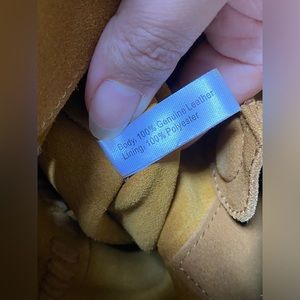 Body: 100% Genuine Leather
Lining: 100% Polyester